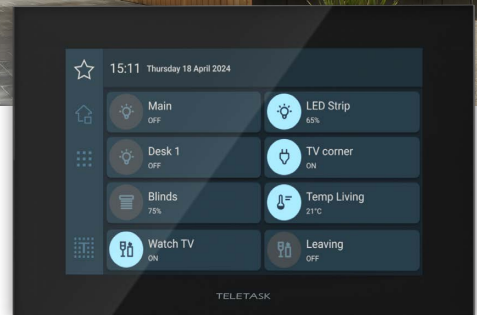 15:11 Thursday 18 April 2024
Main
OFF
LED Strip
65%
Desk 1
OFF
TV corner
ON
Blinds
75%
Temp Living
21°C
Watch TV
ON
Leaving
OFF
TELETASK